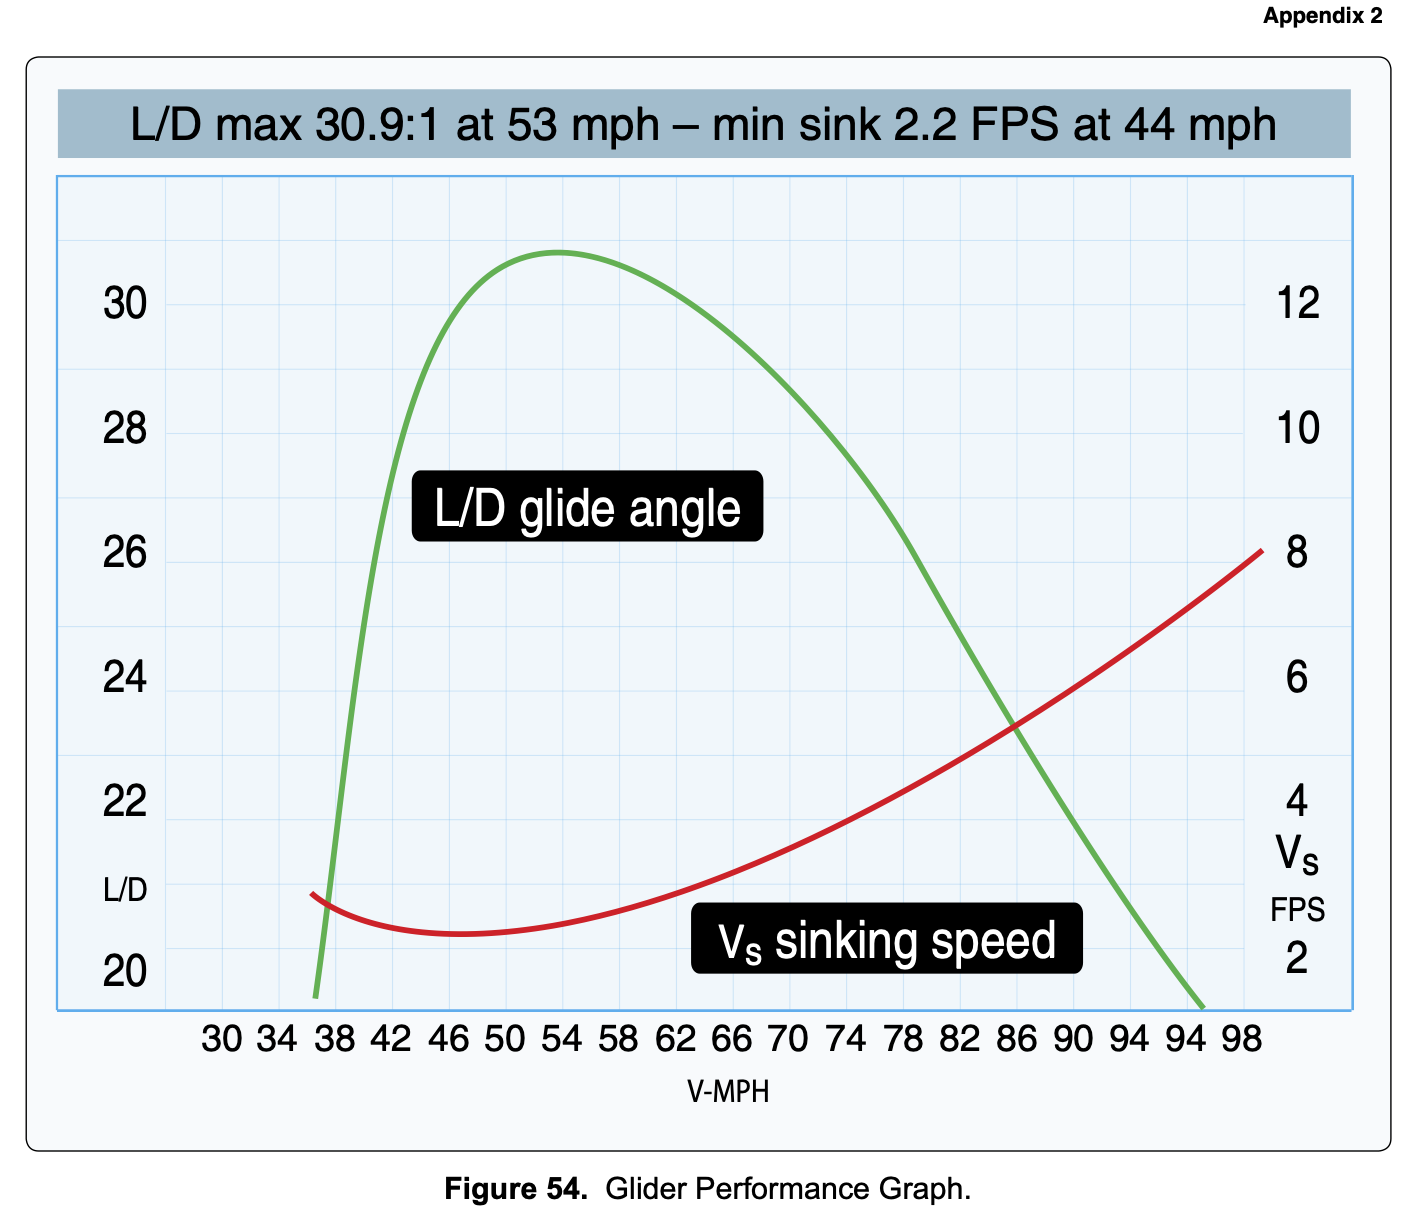 Appendix 2
L/D max 30.9:1 at 53 mph – min sink 2.2 FPS at 44 mph
30 12
28 10
L/D glide angle
26 8
24 6
22 4
Vs
L/D FPS
Vs sinking speed
20 2
30 34 38 42 46 50 54 58 62 66 70 74 78 82 86 90 94 94 98
V-MPH
Figure 54. Glider Performance Graph.